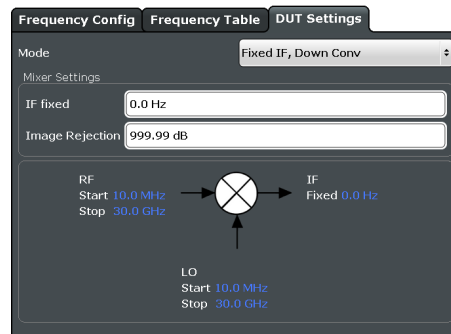 Frequency Config Frequency Table DUT Settings
Mode Fixed IF, Down Conv
Mixer Settings
IF fixed 0.0 Hz
Image Rejection 999.99 dB
RF
Start 10.0 MHz
Stop 30.0 GHz
IF
Fixed 0.0 Hz
LO
Start 10.0 MHz
Stop 30.0 GHz